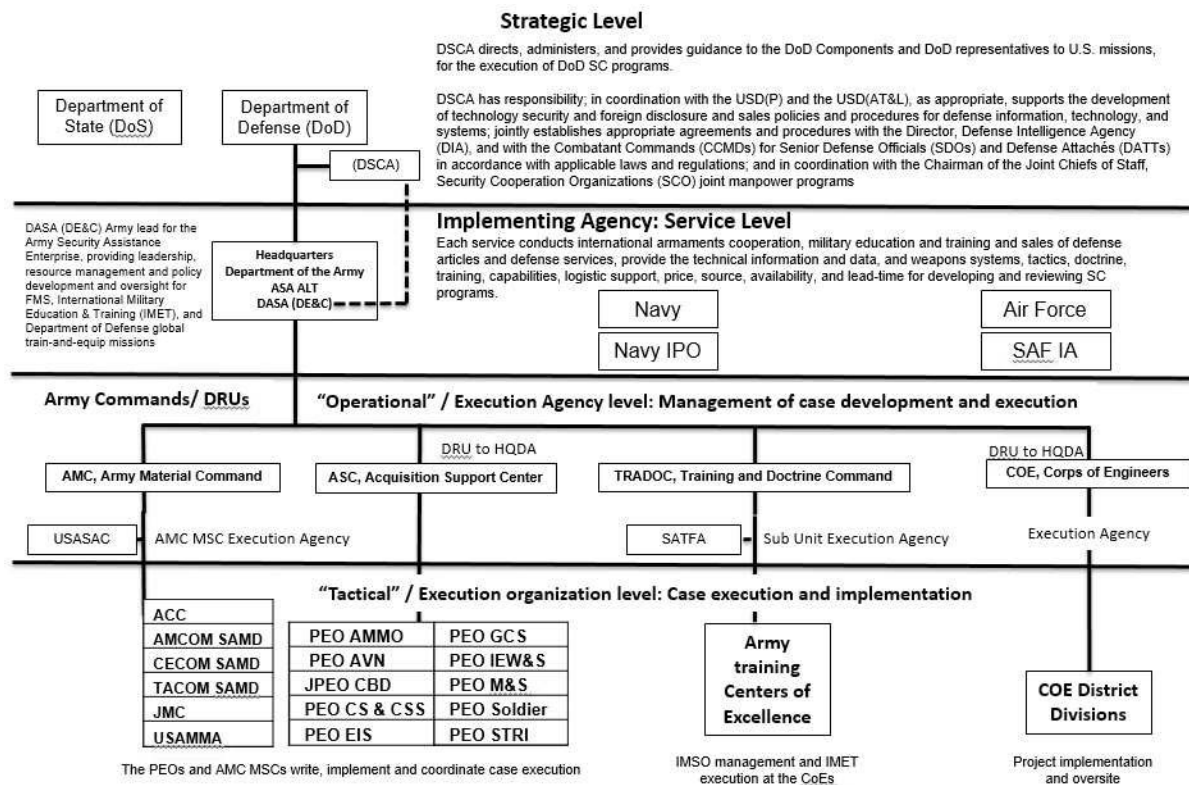 Strategic Level
DSCA directs, administers, and provides guidance to the DoD Components and DoD representatives to U.S. missions,
for the execution of DoD SC programs.
Department of
State (DoS)
Department of
Defense (DoD)
(DSCA)
DSCA has responsibility; in coordination with the USD(P) and the USD(AT&L), as appropriate, supports the development
of technology security and foreign disclosure and sales policies and procedures for defense information, technology, and
systems; jointly establishes appropriate agreements and procedures with the Director, Defense Intelligence Agency
(DIA), and with the Combatant Commands (CCMDs) for Senior Defense Officials (SDOs) and Defense Attachés (DATTs)
in accordance with applicable laws and regulations; and in coordination with the Chairman of the Joint Chiefs of Staff,
Security Cooperation Organizations (SCO) joint manpower programs
DASA (DE&C) Army lead for the
Army Security Assistance
Enterprise, providing leadership,
resource management and policy
development and oversight for
FMS, International Military
Education & Training (IMET), and
Department of Defense global
train-and-equip missions
Headquarters
Department of the Army
ASA ALT
DASA (DE&C)
Implementing Agency: Service Level
Each service conducts international armaments cooperation, military education and training and sales of defense
articles and defense services, provide the technical information and data, and weapons systems, tactics, doctrine,
training, capabilities, logistic support, price, source, availability, and lead-time for developing and reviewing SC
programs.
Navy
Air Force
Navy IPO
SAF IA
Army Commands/ DRUs
"Operational" / Execution Agency level: Management of case development and execution
DRU to HQDA
DRU to HQDA
AMC, Army Material Command
ASC, Acquisition Support Center
TRADOC, Training and Doctrine Command
COE, Corps of Engineers
USASAC
AMC MSC Execution Agency
SATFA
Sub Unit Execution Agency
Execution Agency
"Tactical" / Execution organization level: Case execution and implementation
ACC
AMCOM SAMD
CECOM SAMD
TACOM SAMD
JMC
USAMMA
PEO AMMO
PEO GCS
PEO AVN
PEO IEW&S
JPEO CBD
PEO M&S
PEO CS & CSS
PEO Soldier
PEO EIS
PEO STRI
Army
training
Centers of
Excellence
COE District
Divisions
The PEOs and AMC MSCs write, implement and coordinate case execution
IMSO management and IMET
execution at the CoEs
Project implementation
and oversite